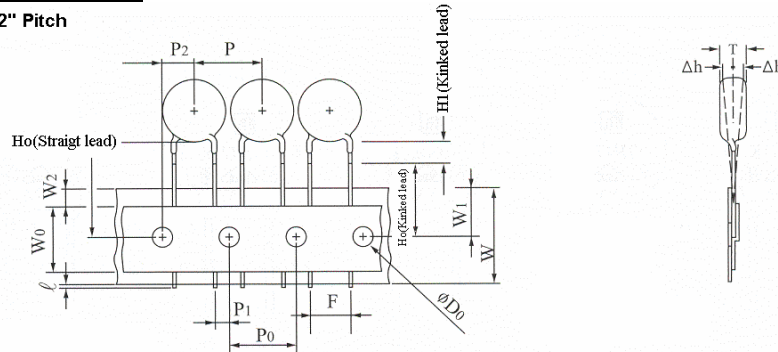 2" Pitch
P2 P
H1(Kinked lead)
T
Δh Δh
Ho(Straigt lead)
W2
Ho(Kinked lead)
W1
W0
W
ℓ
P1 F øD0
P0